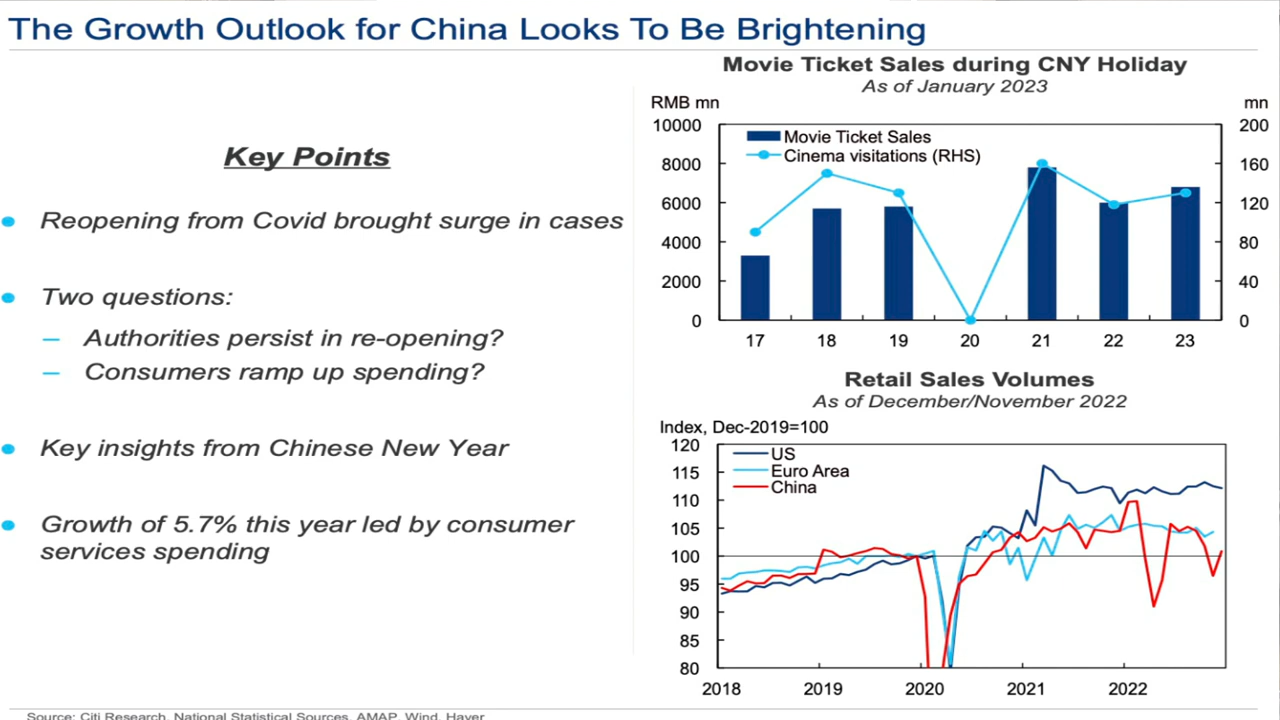 The Growth Outlook for China Looks To Be Brightening
Key Points
Reopening from Covid brought surge in cases
Two questions:
– Authorities persist in re-opening?
– Consumers ramp up spending?
Key insights from Chinese New Year
Growth of 5.7% this year led by consumer
services spending
Movie Ticket Sales during CNY Holiday
As of January 2023
RMB mn
mn
10000
8000
6000
4000
2000
0
Movie Ticket Sales
Cinema visitations (RHS)
200
160
120
80
40
0
17 18 19 20 21 22 23
Retail Sales Volumes
As of December/November 2022
Index, Dec-2019=100
120
115
110
105
100
95
90
85
80
US
Euro Area
China
2018 2019 2020 2021 2022
Source: Citi Research, National Statistical Sources, AMAP, Wind, Haver